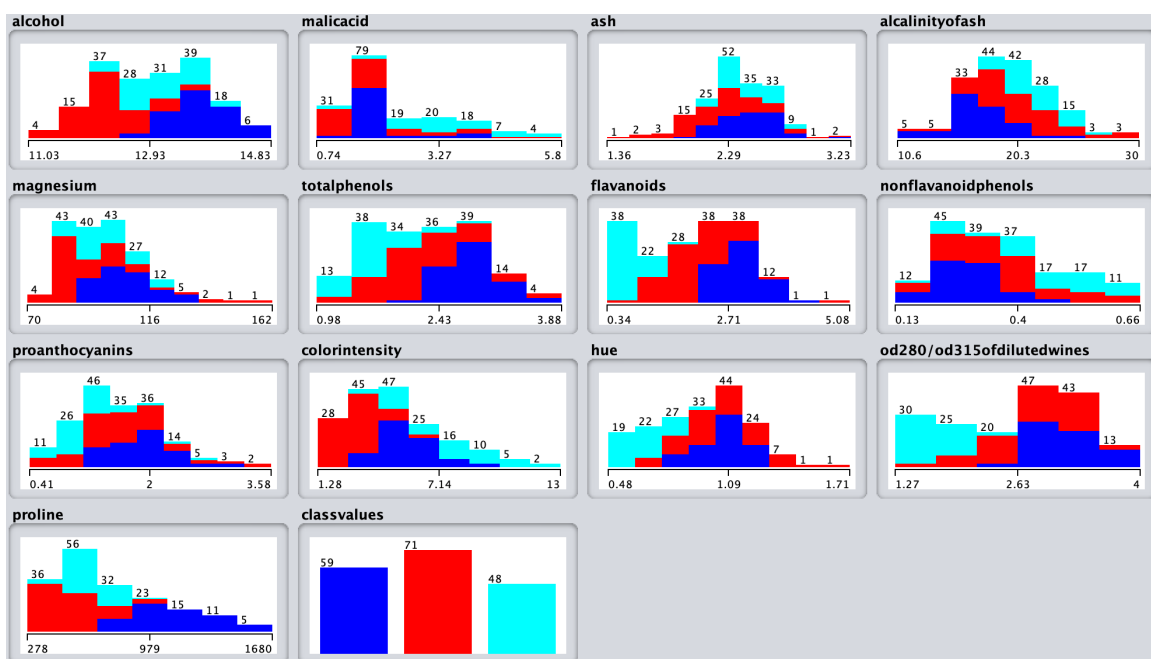 alcohol malicacid ash alcalinityofash
4 15 37 28 31 39 18 6
11.03 12.93 14.83
31 79 19 20 18 7 4
0.74 3.27 5.8
1 2 3 15 25 52 35 33 9 1 2
1.36 2.29 3.23
5 5 33 44 42 28 15 3 3
10.6 20.3 30
magnesium totalphenols flavanoids nonflavanoidphenols
4 43 40 43 27 12 5 2 1 1
70 116 162
13 38 34 36 39 14 4
0.98 2.43 3.88
38 22 28 38 38 12 1 1
0.34 2.71 5.08
12 45 39 37 17 17 11
0.13 0.4 0.66
proanthocyanins colorintensity hue od280/od315ofdilutedwines
11 26 46 35 36 14 5 3 2
0.41 2 3.58
28 45 47 25 16 10 5 2
1.28 7.14 13
19 22 27 33 44 24 7 1 1
0.48 1.09 1.71
30 25 20 47 43 13
1.27 2.63 4
proline classvalues
36 56 32 23 15 11 5
278 979 1680
59 71 48